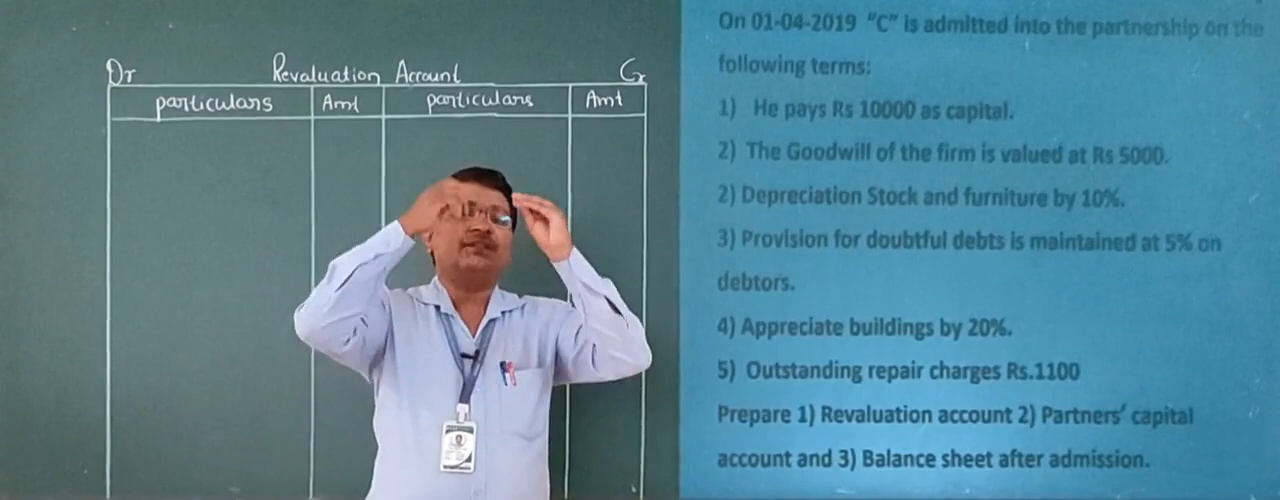 Dr Revaluation Account Cr
particulars Amt particulars Amt
On 01-04-2019 "C" is admitted into the partnership on the
following terms:
1) He pays Rs 10000 as capital.
2) The Goodwill of the firm is valued at Rs 5000.
2) Depreciation Stock and furniture by 10%.
3) Provision for doubtful debts is maintained at 5% on
debtors.
4) Appreciate buildings by 20%.
5) Outstanding repair charges Rs.1100
Prepare 1) Revaluation account 2) Partners' capital
account and 3) Balance sheet after admission.